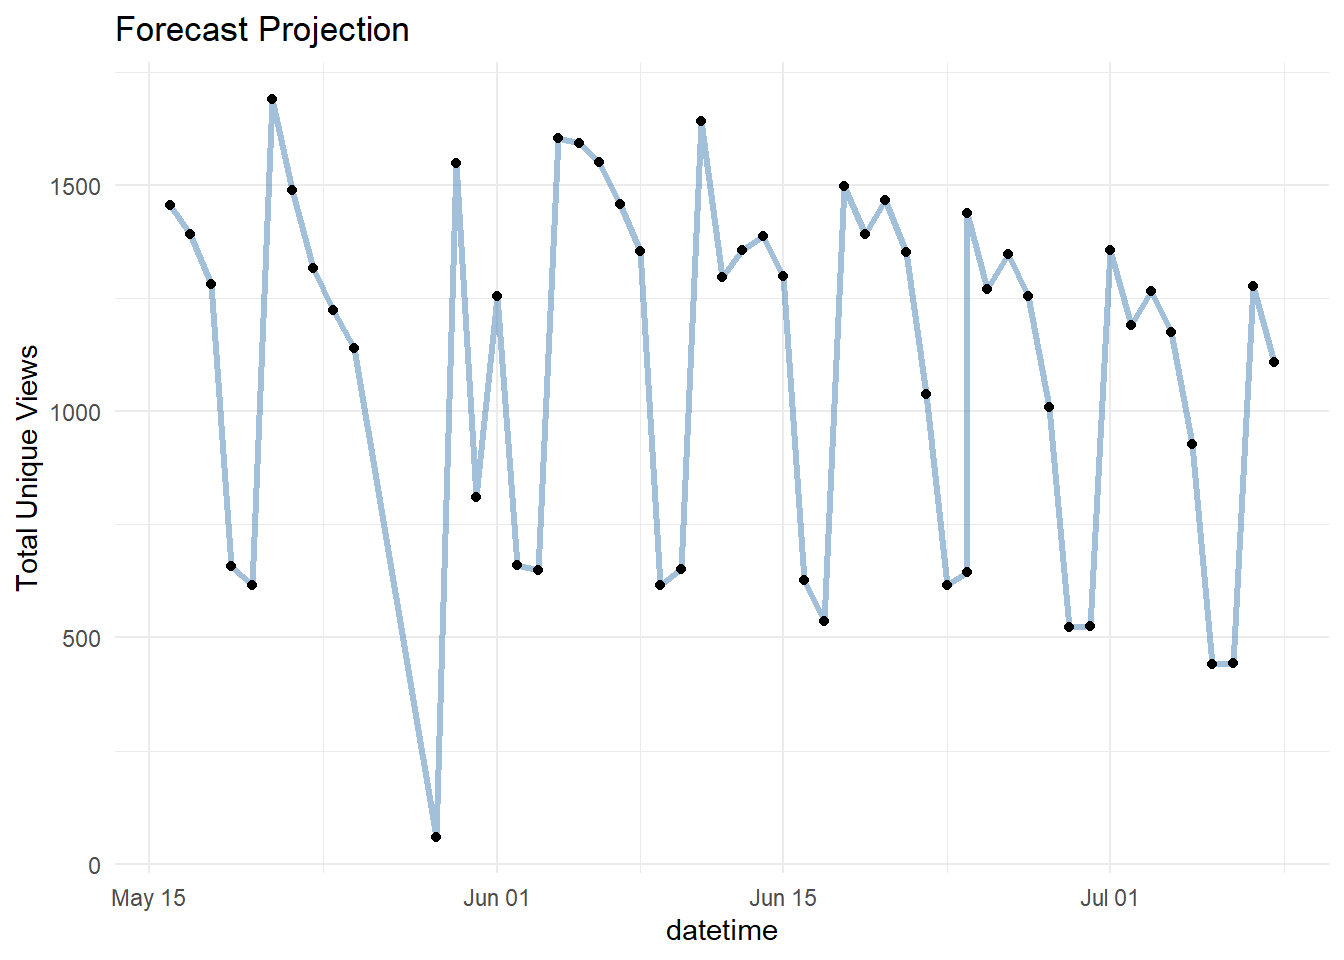 Forecast Projection
Total Unique Views
1500
1000
500
0
May 15
Jun 01
Jun 15
Jul 01
datetime